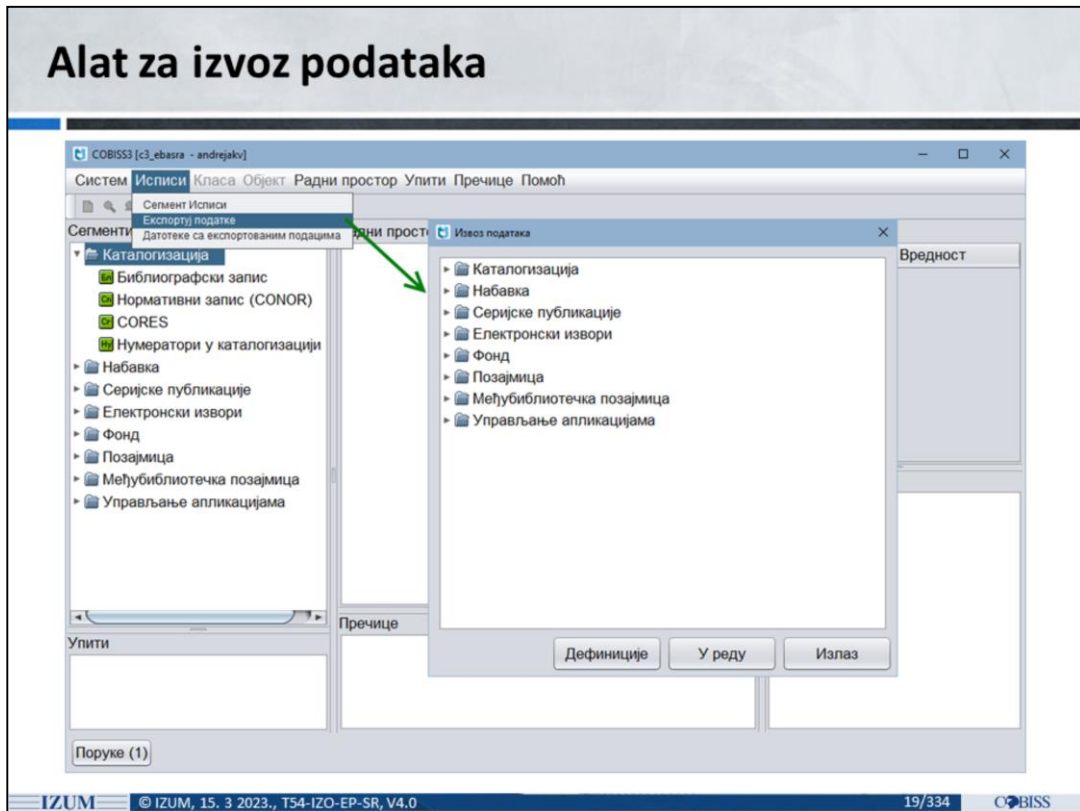 Alat za izvoz podataka
COBISS3 [c3_ebasra - andrejakv]
Систем Исписи Класа Објект Радни простор Упити Пречице Помоћ
Сегмент Исписи
Експортуј податке
Датотеке са експортованим подацима
Сегменти
адни прост
Вредност
Каталогизација
Библиографски запис
Нормативни запис (CONOR)
CORES
Нумератори у каталогизацији
Набавка
Серијске публикације
Електронски извори
Фонд
Позајмица
Међубиблиотечка позајмица
Управљање апликацијама
Извоз података
Каталогизација
Набавка
Серијске публикације
Електронски извори
Фонд
Позајмица
Међубиблиотечка позајмица
Управљање апликацијама
Дефиниције У реду Излаз
Упити
Пречице
Поруке (1)
IZUM © IZUM, 15. 3 2023., T54-IZO-EP-SR, V4.0 19/334 COBISS